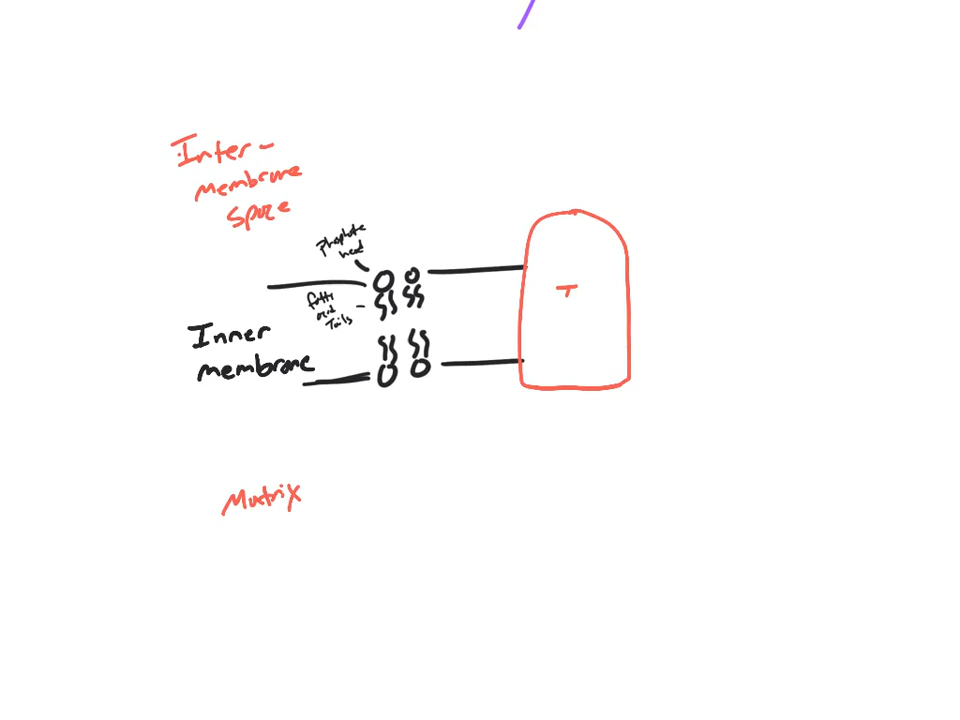 Inter-
membrane
space
Phosphate
head
fatty
acid
Tails
Inner
membrane
T
Matrix